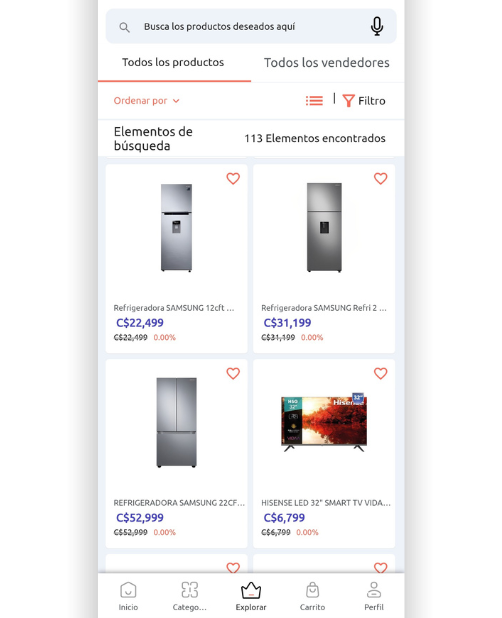 Busca los productos deseados aquí
Todos los productos
Todos los vendedores
Ordenar por
Filtro
Elementos de
búsqueda
113 Elementos encontrados
Refrigeradora SAMSUNG 12cft ...
C$22,499
C$22,499 0.00%
Refrigeradora SAMSUNG Refri 2 ...
C$31,199
C$31,199 0.00%
32"
Hisense
32"
REFRIGERADORA SAMSUNG 22CF...
C$52,999
C$52,999 0.00%
HISENSE LED 32" SMART TV VIDA...
C$6,799
C$6,799 0.00%
Inicio
Catego...
Explorar
Carrito
Perfil